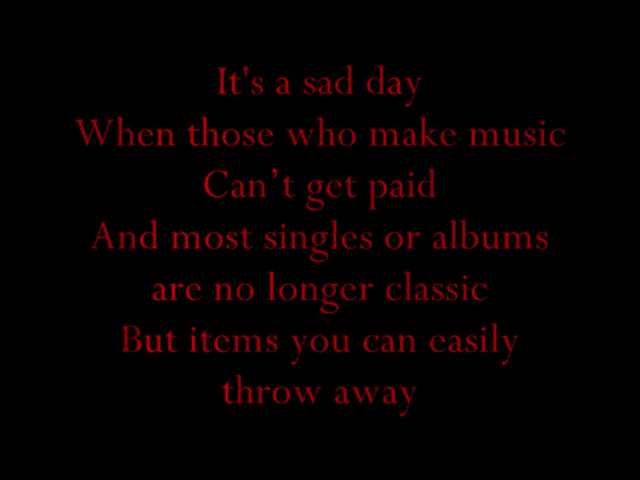 It's a sad day
When those who make music
Can’t get paid
And most singles or albums
are no longer classic
But items you can easily
throw away